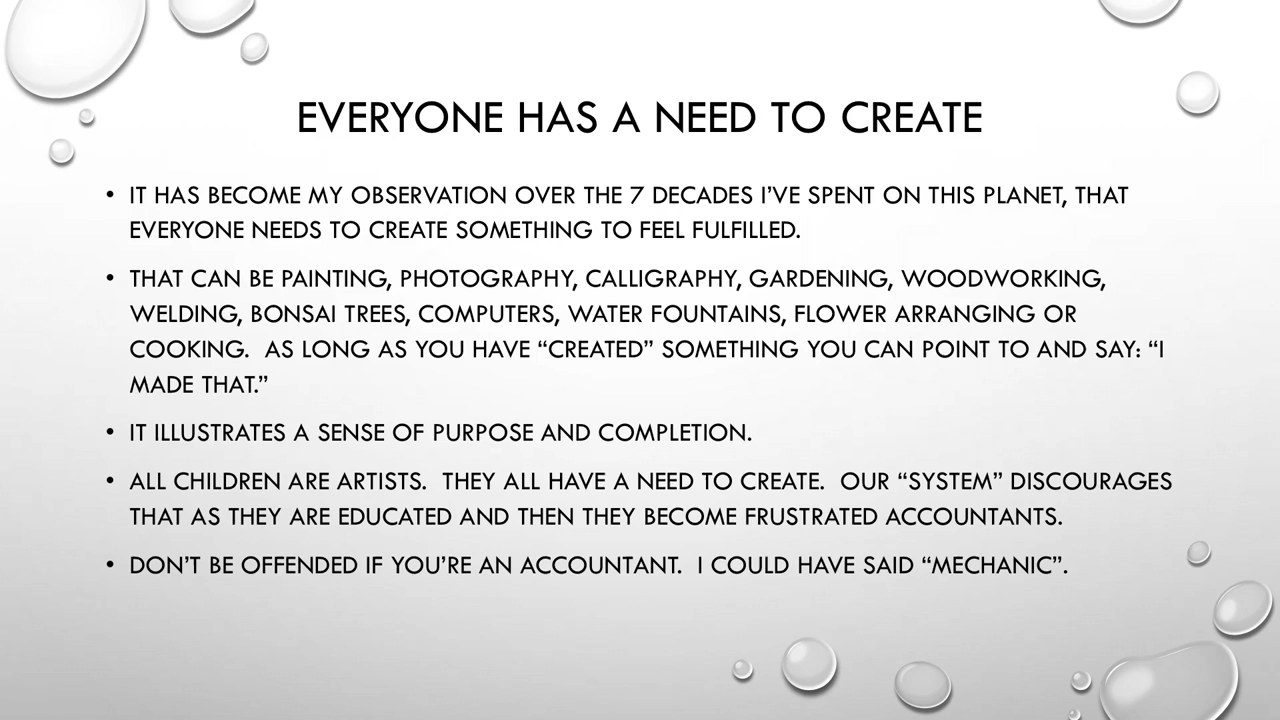 EVERYONE HAS A NEED TO CREATE
• IT HAS BECOME MY OBSERVATION OVER THE 7 DECADES I’VE SPENT ON THIS PLANET, THAT
EVERYONE NEEDS TO CREATE SOMETHING TO FEEL FULFILLED.
• THAT CAN BE PAINTING, PHOTOGRAPHY, CALLIGRAPHY, GARDENING, WOODWORKING,
WELDING, BONSAI TREES, COMPUTERS, WATER FOUNTAINS, FLOWER ARRANGING OR
COOKING.  AS LONG AS YOU HAVE “CREATED” SOMETHING YOU CAN POINT TO AND SAY: “I
MADE THAT.”
• IT ILLUSTRATES A SENSE OF PURPOSE AND COMPLETION.
• ALL CHILDREN ARE ARTISTS.  THEY ALL HAVE A NEED TO CREATE.  OUR “SYSTEM” DISCOURAGES
THAT AS THEY ARE EDUCATED AND THEN THEY BECOME FRUSTRATED ACCOUNTANTS.
• DON’T BE OFFENDED IF YOU’RE AN ACCOUNTANT.  I COULD HAVE SAID “MECHANIC”.